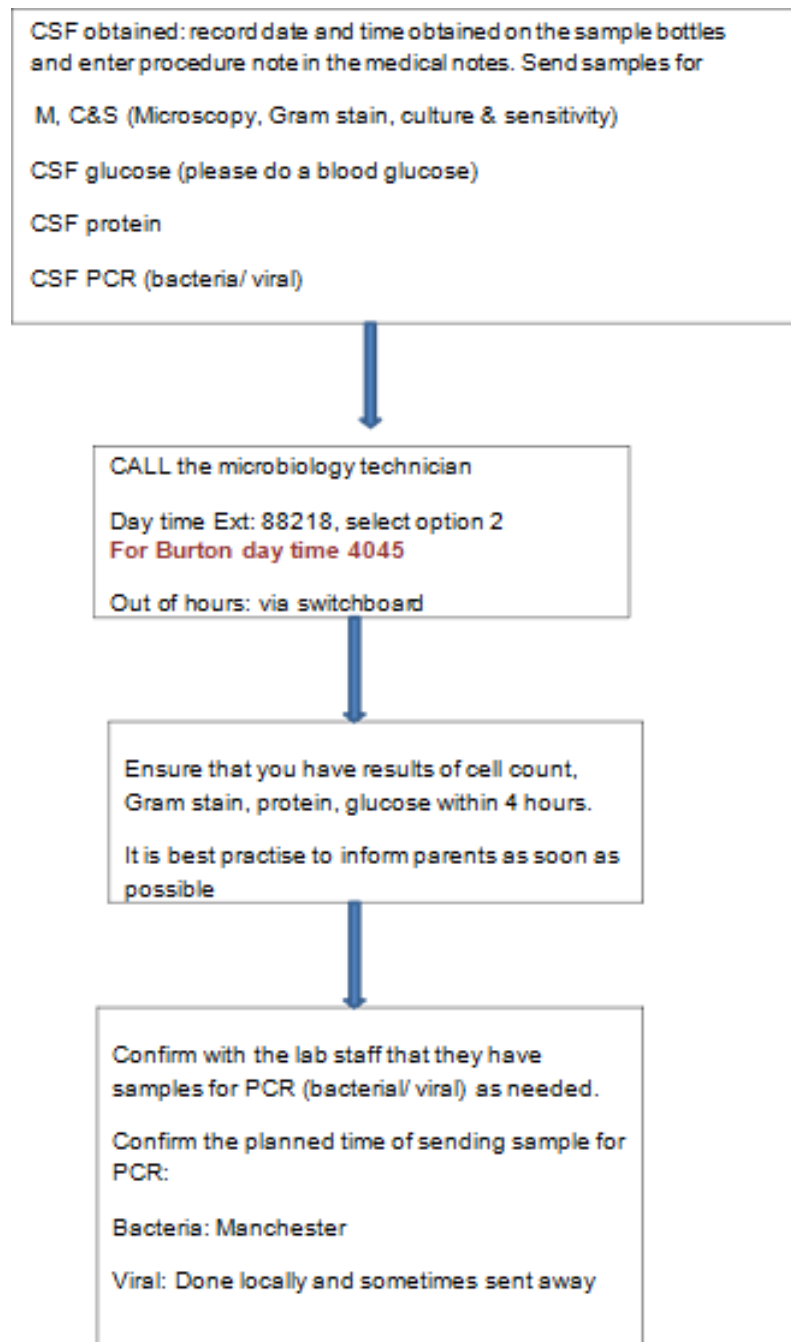 CSF obtained: record date and time obtained on the sample bottles
and enter procedure note in the medical notes. Send samples for
M, C&S (Microscopy, Gram stain, culture & sensitivity)
CSF glucose (please do a blood glucose)
CSF protein
CSF PCR (bacteria/ viral)
CALL the microbiology technician
Day time Ext: 88218, select option 2
For Burton day time 4045
Out of hours: via switchboard
Ensure that you have results of cell count,
Gram stain, protein, glucose within 4 hours.
It is best practise to inform parents as soon as
possible
Confirm with the lab staff that they have
samples for PCR (bacterial/ viral) as needed.
Confirm the planned time of sending sample for
PCR:
Bacteria: Manchester
Viral: Done locally and sometimes sent away